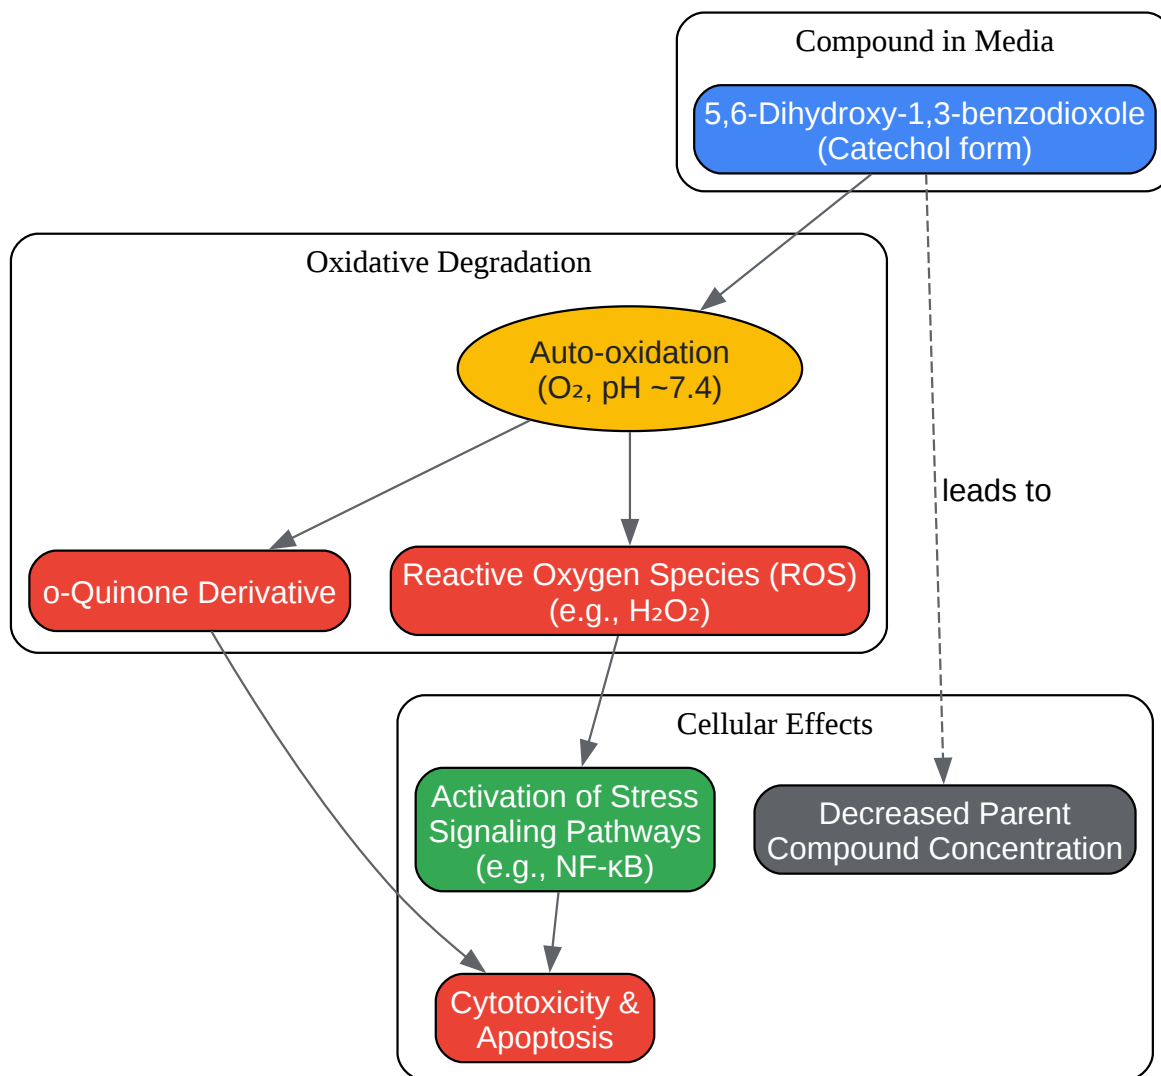 Compound in Media
5,6-Dihydroxy-1,3-benzodioxole
(Catechol form)
Oxidative Degradation
Auto-oxidation
(O₂, pH ~7.4)
leads to
o-Quinone Derivative
Reactive Oxygen Species (ROS)
(e.g., H₂O₂)
Cellular Effects
Activation of Stress
Signaling Pathways
(e.g., NF-κB)
Decreased Parent
Compound Concentration
Cytotoxicity &
Apoptosis